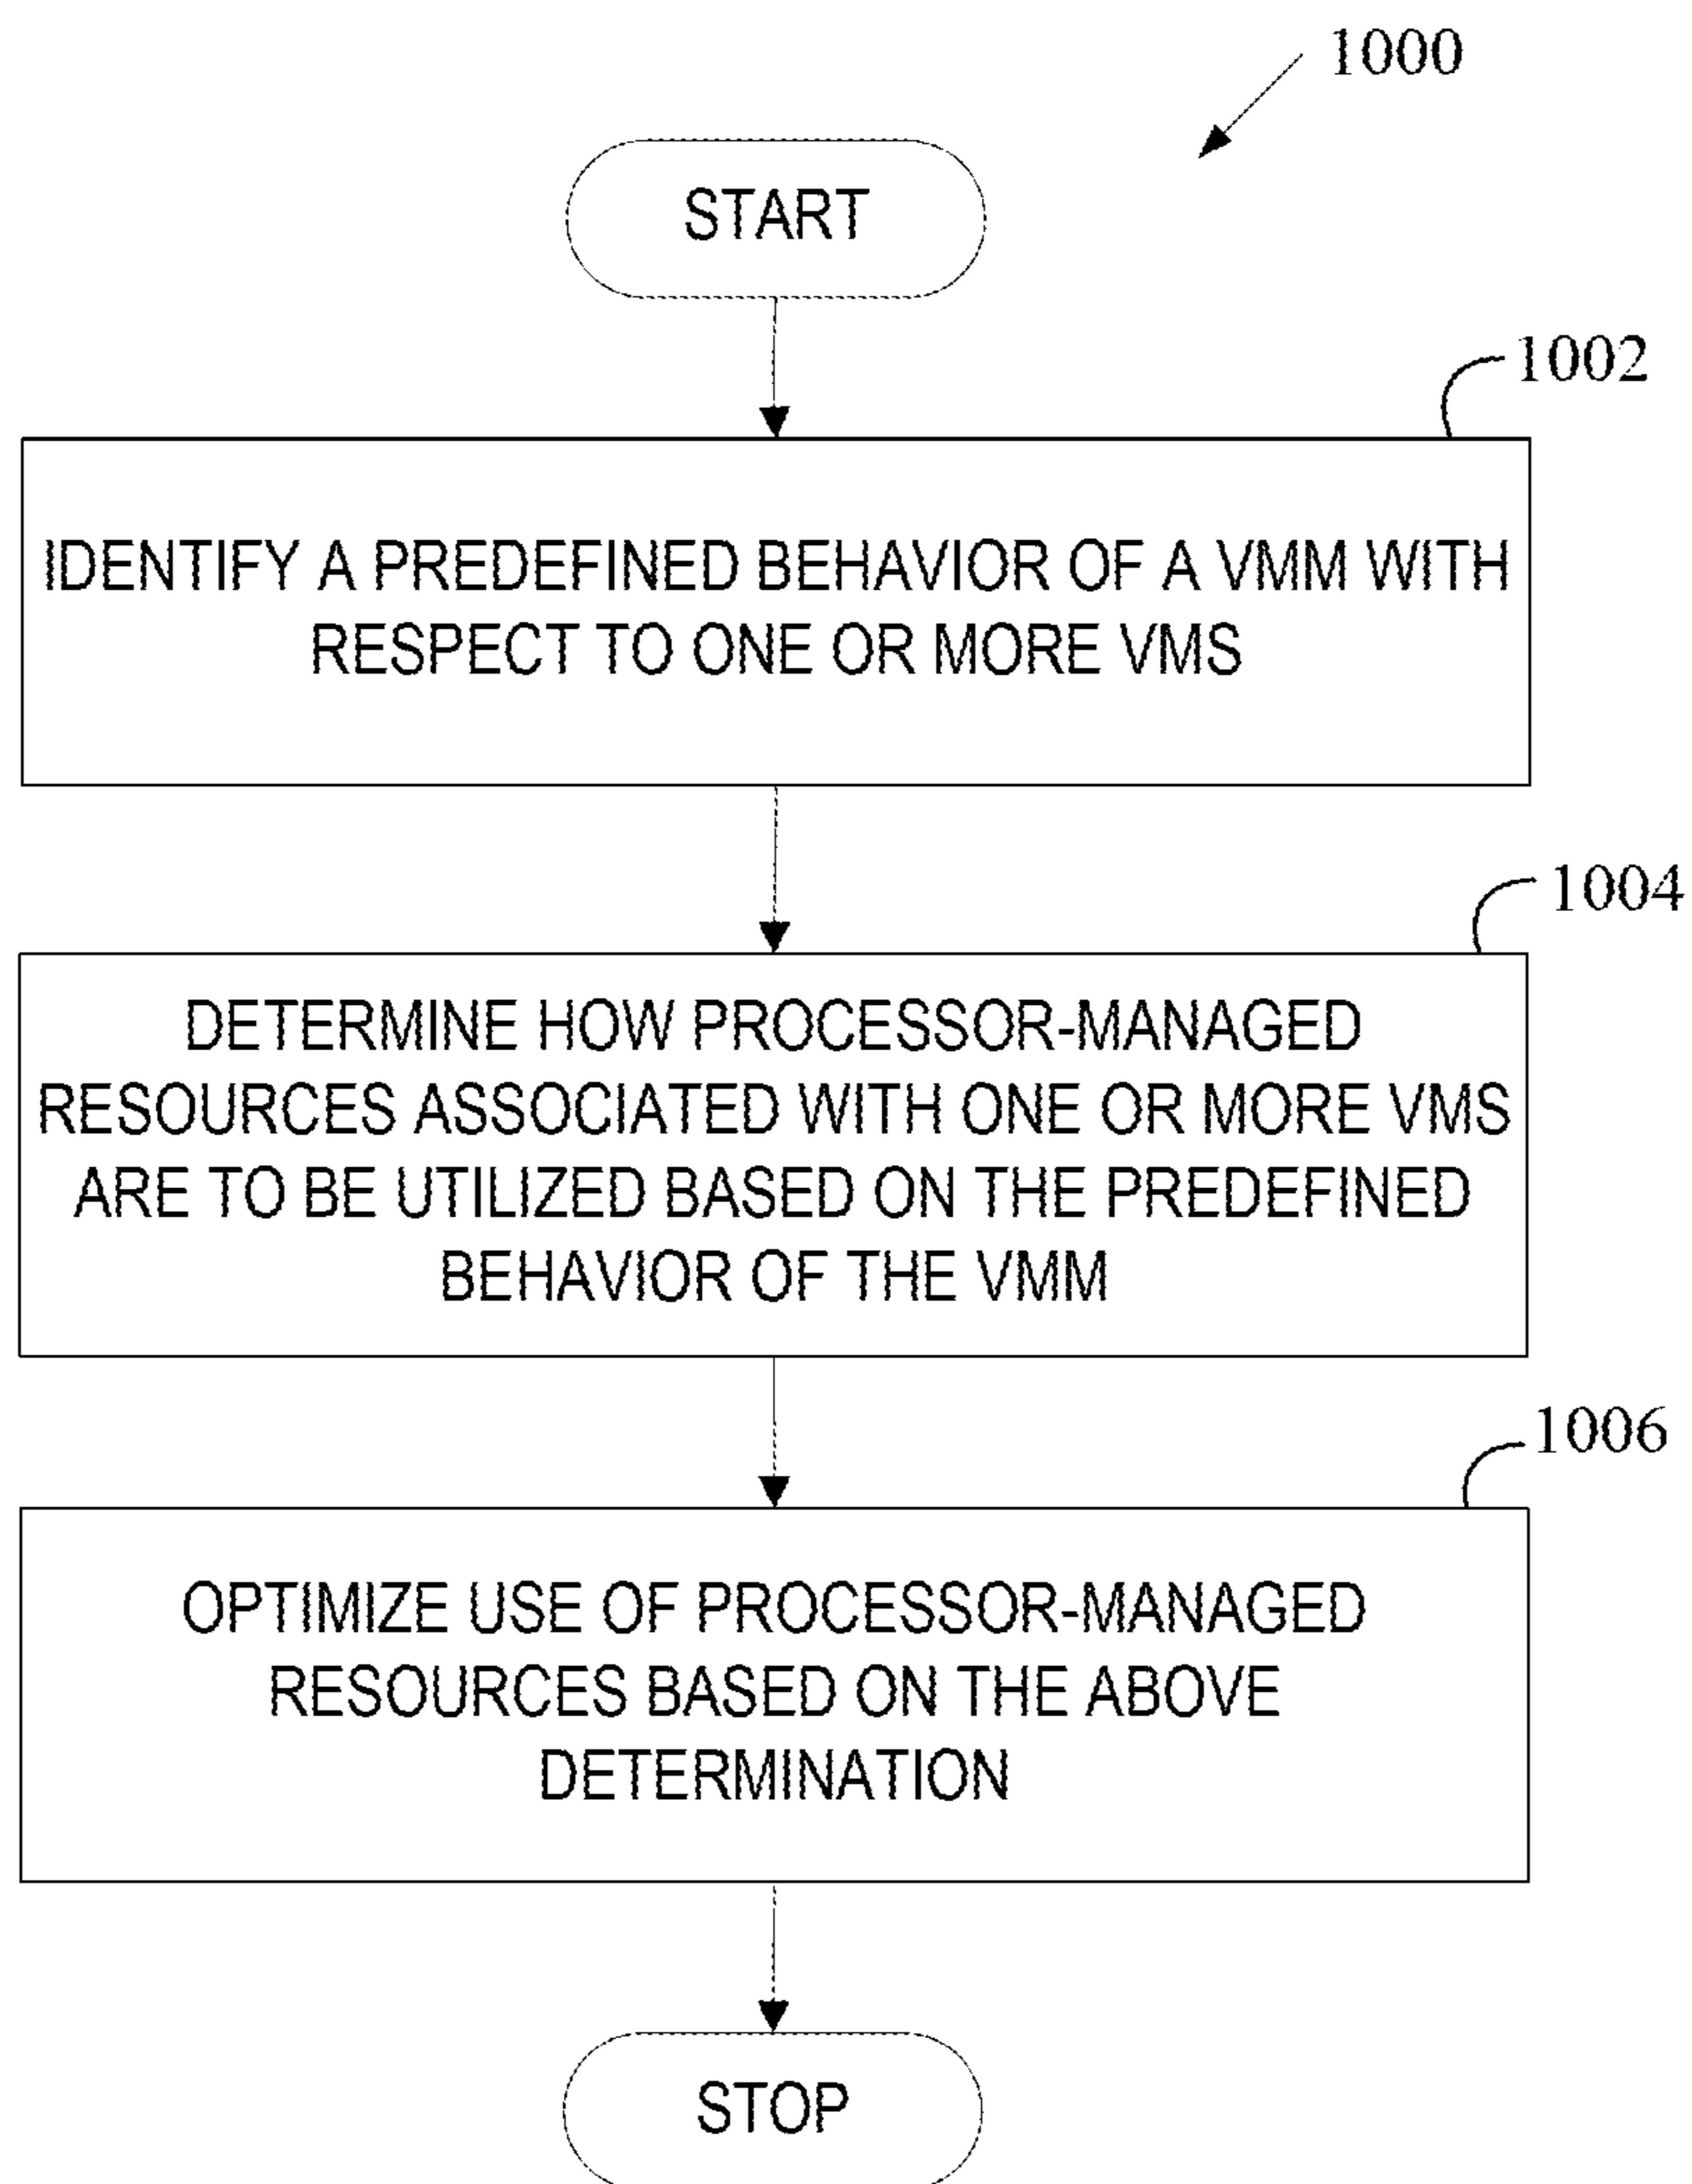 1000
START
1002
IDENTIFY A PREDEFINED BEHAVIOR OF A VMM WITH
RESPECT TO ONE OR MORE VMS
1004
DETERMINE HOW PROCESSOR-MANAGED
RESOURCES ASSOCIATED WITH ONE OR MORE VMS
ARE TO BE UTILIZED BASED ON THE PREDEFINED
BEHAVIOR OF THE VMM
1006
OPTIMIZE USE OF PROCESSOR-MANAGED
RESOURCES BASED ON THE ABOVE
DETERMINATION
STOP